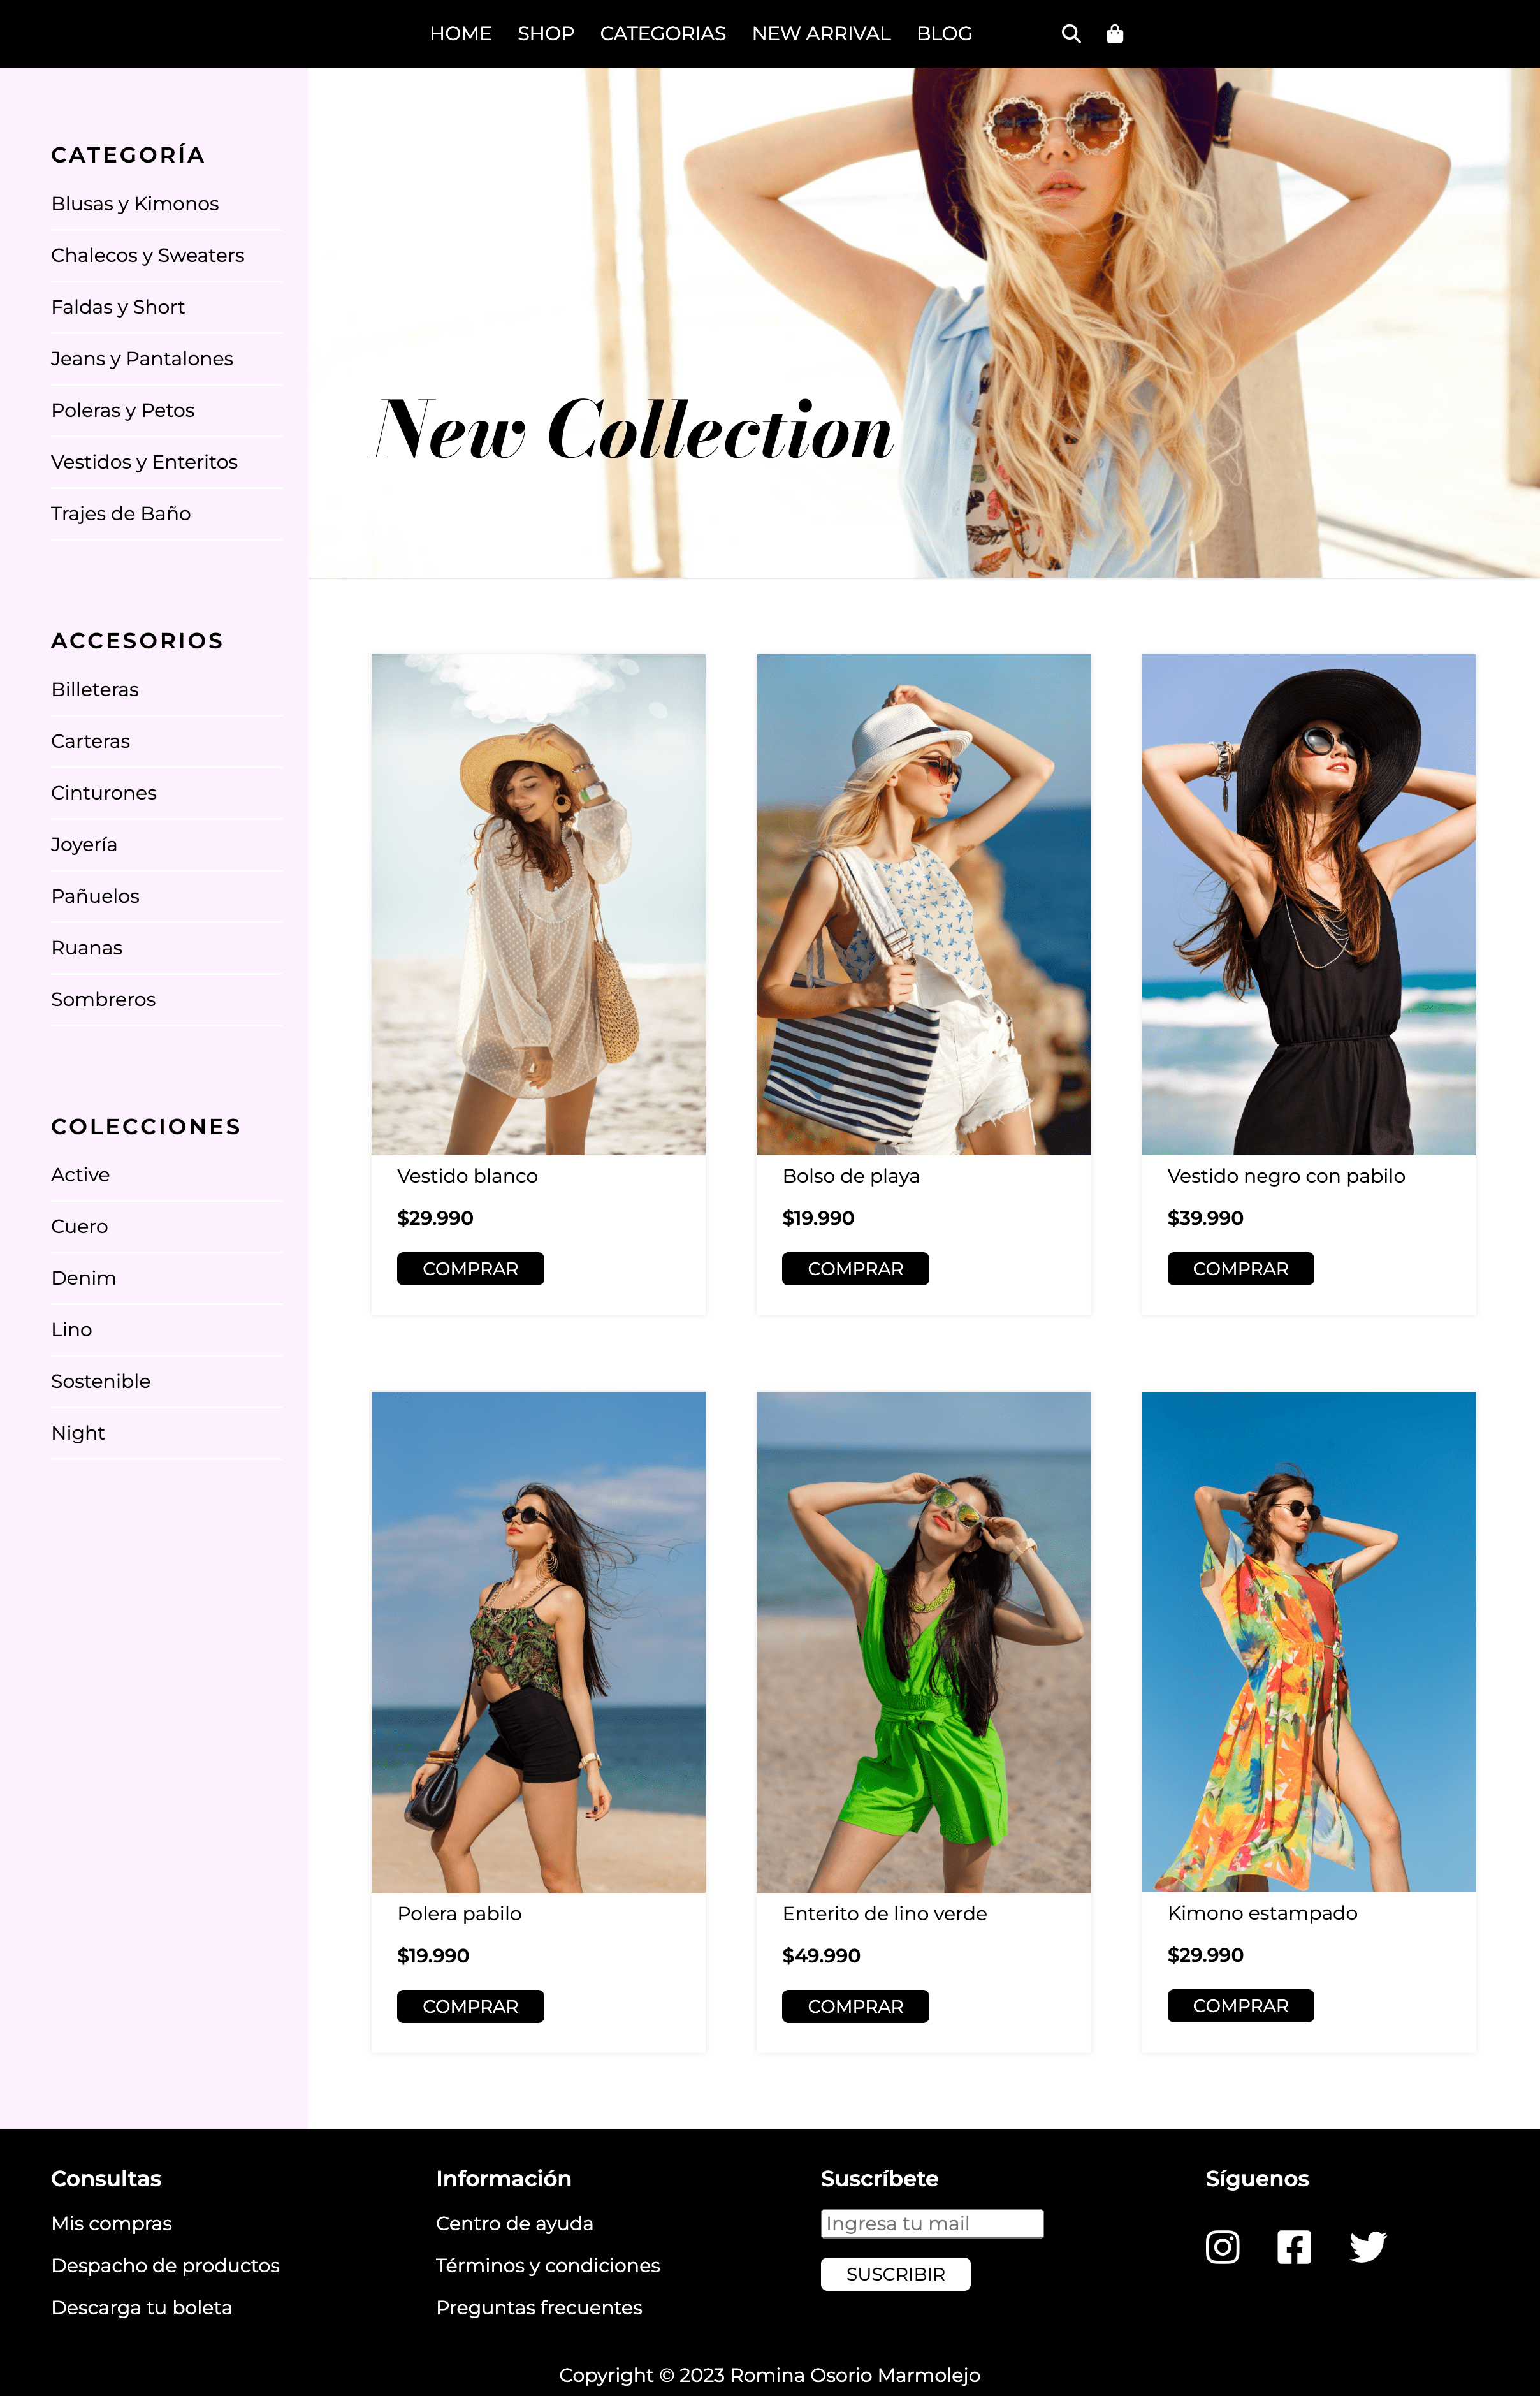 HOME SHOP CATEGORIAS NEW ARRIVAL BLOG
CATEGORÍA
Blusas y Kimonos
Chalecos y Sweaters
Faldas y Short
Jeans y Pantalones
Poleras y Petos
Vestidos y Enteritos
Trajes de Baño
ACCESORIOS
Billeteras
Carteras
Cinturones
Joyería
Pañuelos
Ruanas
Sombreros
COLECCIONES
Active
Cuero
Denim
Lino
Sostenible
Night
New Collection
Vestido blanco
$29.990
COMPRAR
Bolso de playa
$19.990
COMPRAR
Vestido negro con pabilo
$39.990
COMPRAR
Polera pabilo
$19.990
COMPRAR
Enterito de lino verde
$49.990
COMPRAR
Kimono estampado
$29.990
COMPRAR
Consultas
Mis compras
Despacho de productos
Descarga tu boleta
Información
Centro de ayuda
Términos y condiciones
Preguntas frecuentes
Suscríbete
Ingresa tu mail
SUSCRIBIR
Síguenos
Copyright © 2023 Romina Osorio Marmolejo